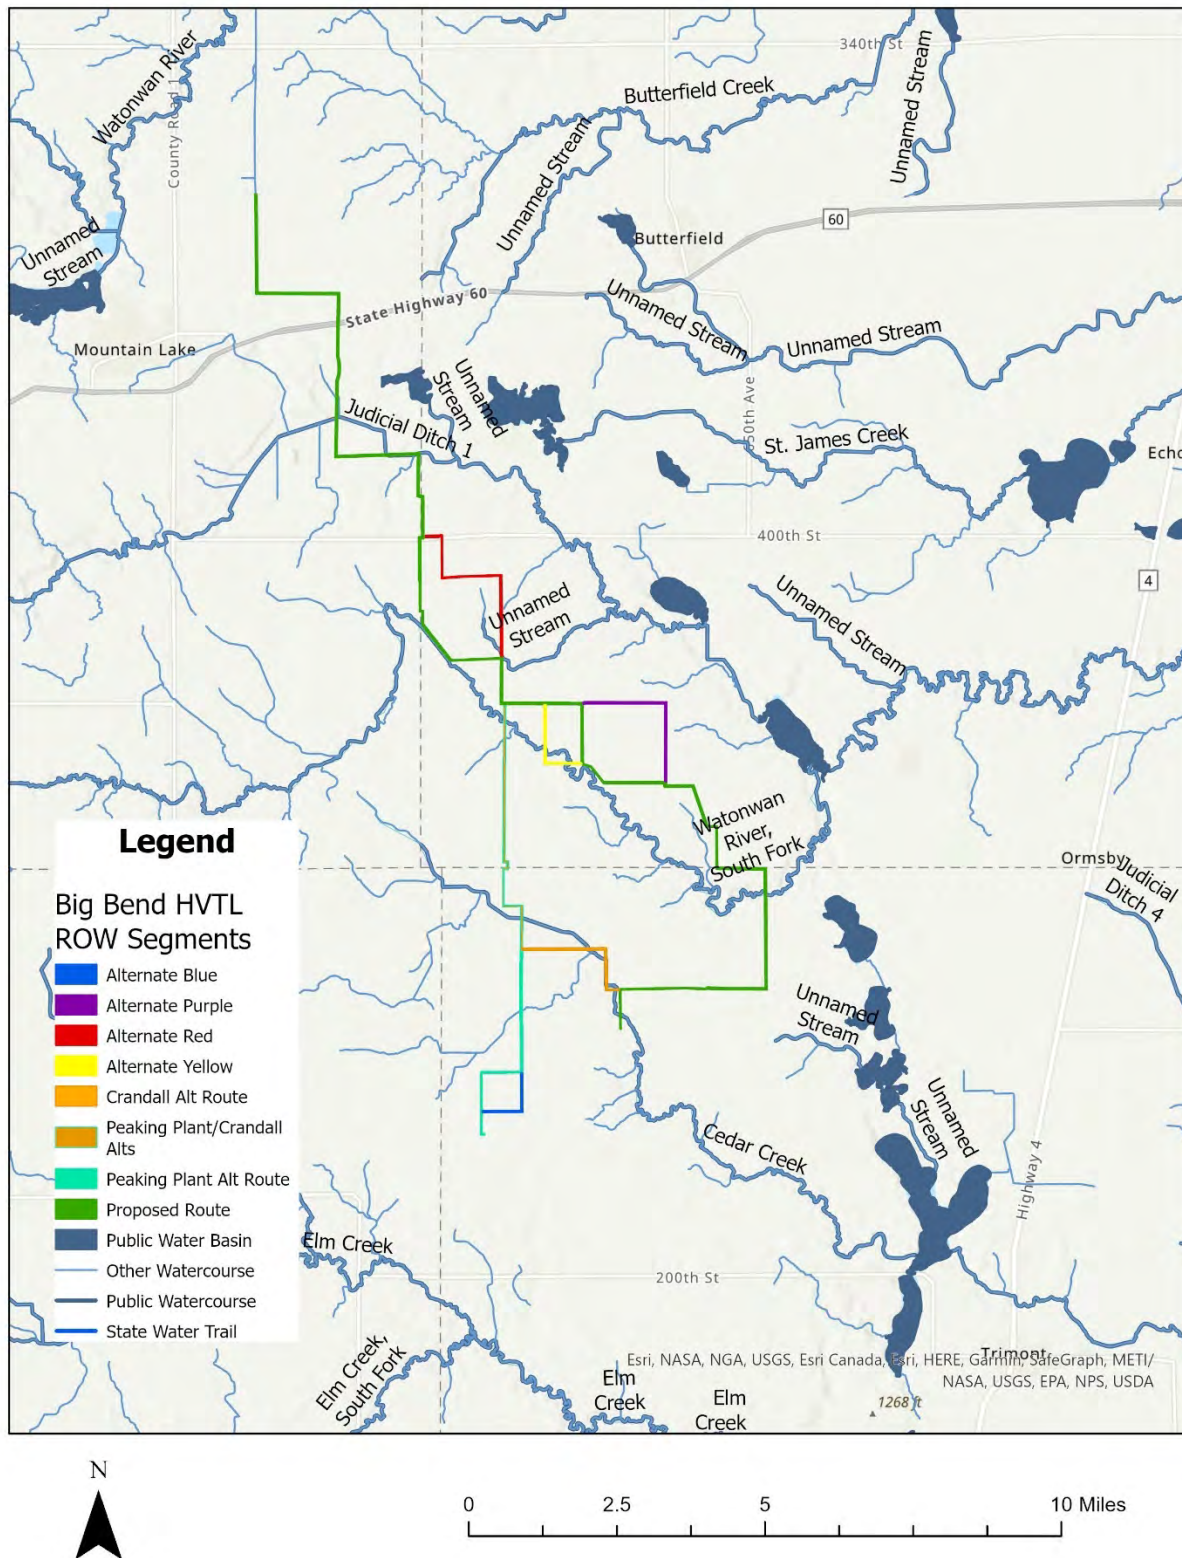 340th St
Watonwan River
County Road 1
Butterfield Creek
Unnamed Stream
Unnamed Stream
60
Butterfield
Unnamed
Stream
State Highway 60
Unnamed Stream
Unnamed Stream
Mountain Lake
Unnamed
Stream
Judicial Ditch 1
650th Ave
St. James Creek
Echo
400th St
4
Unnamed
Stream
Unnamed Stream
Watonwan
River,
South Fork
Ormsby
Judicial
Ditch 4
Legend
Big Bend HVTL
ROW Segments
Alternate Blue
Alternate Purple
Alternate Red
Alternate Yellow
Crandall Alt Route
Peaking Plant/Crandall
Alts
Peaking Plant Alt Route
Proposed Route
Public Water Basin
Other Watercourse
Public Watercourse
State Water Trail
Unnamed
Stream
Unnamed
Stream
Cedar Creek
Highway 4
Elm Creek
200th St
Elm Creek,
South Fork
Trimont
Esri, NASA, NGA, USGS, Esri Canada, Esri, HERE, Garmin, SafeGraph, METI/
NASA, USGS, EPA, NPS, USDA
Elm
Creek
Elm
Creek
1268 ft
N
0 2.5 5 10 Miles